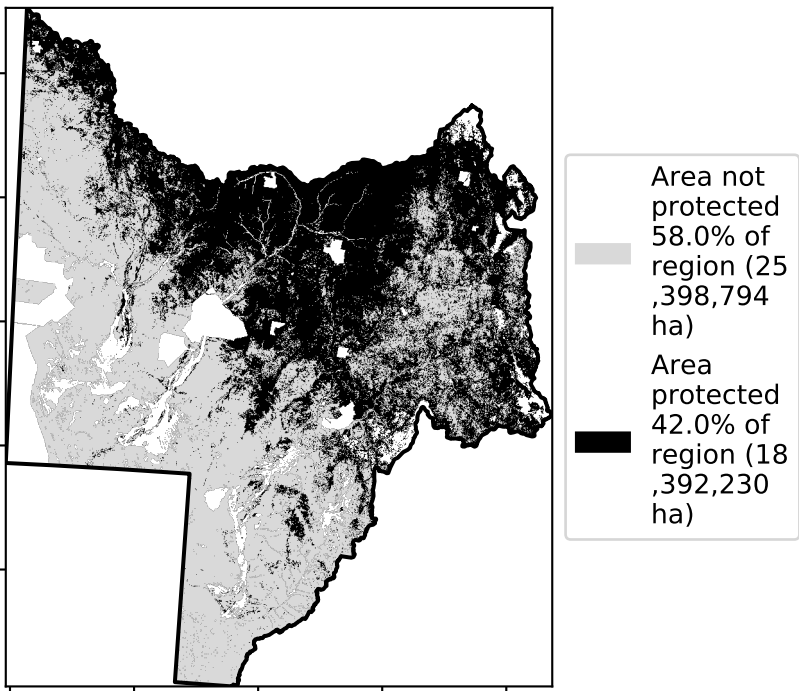 Area not
protected
58.0% of
region (25
,398,794
ha)
Area
protected
42.0% of
region (18
,392,230
ha)